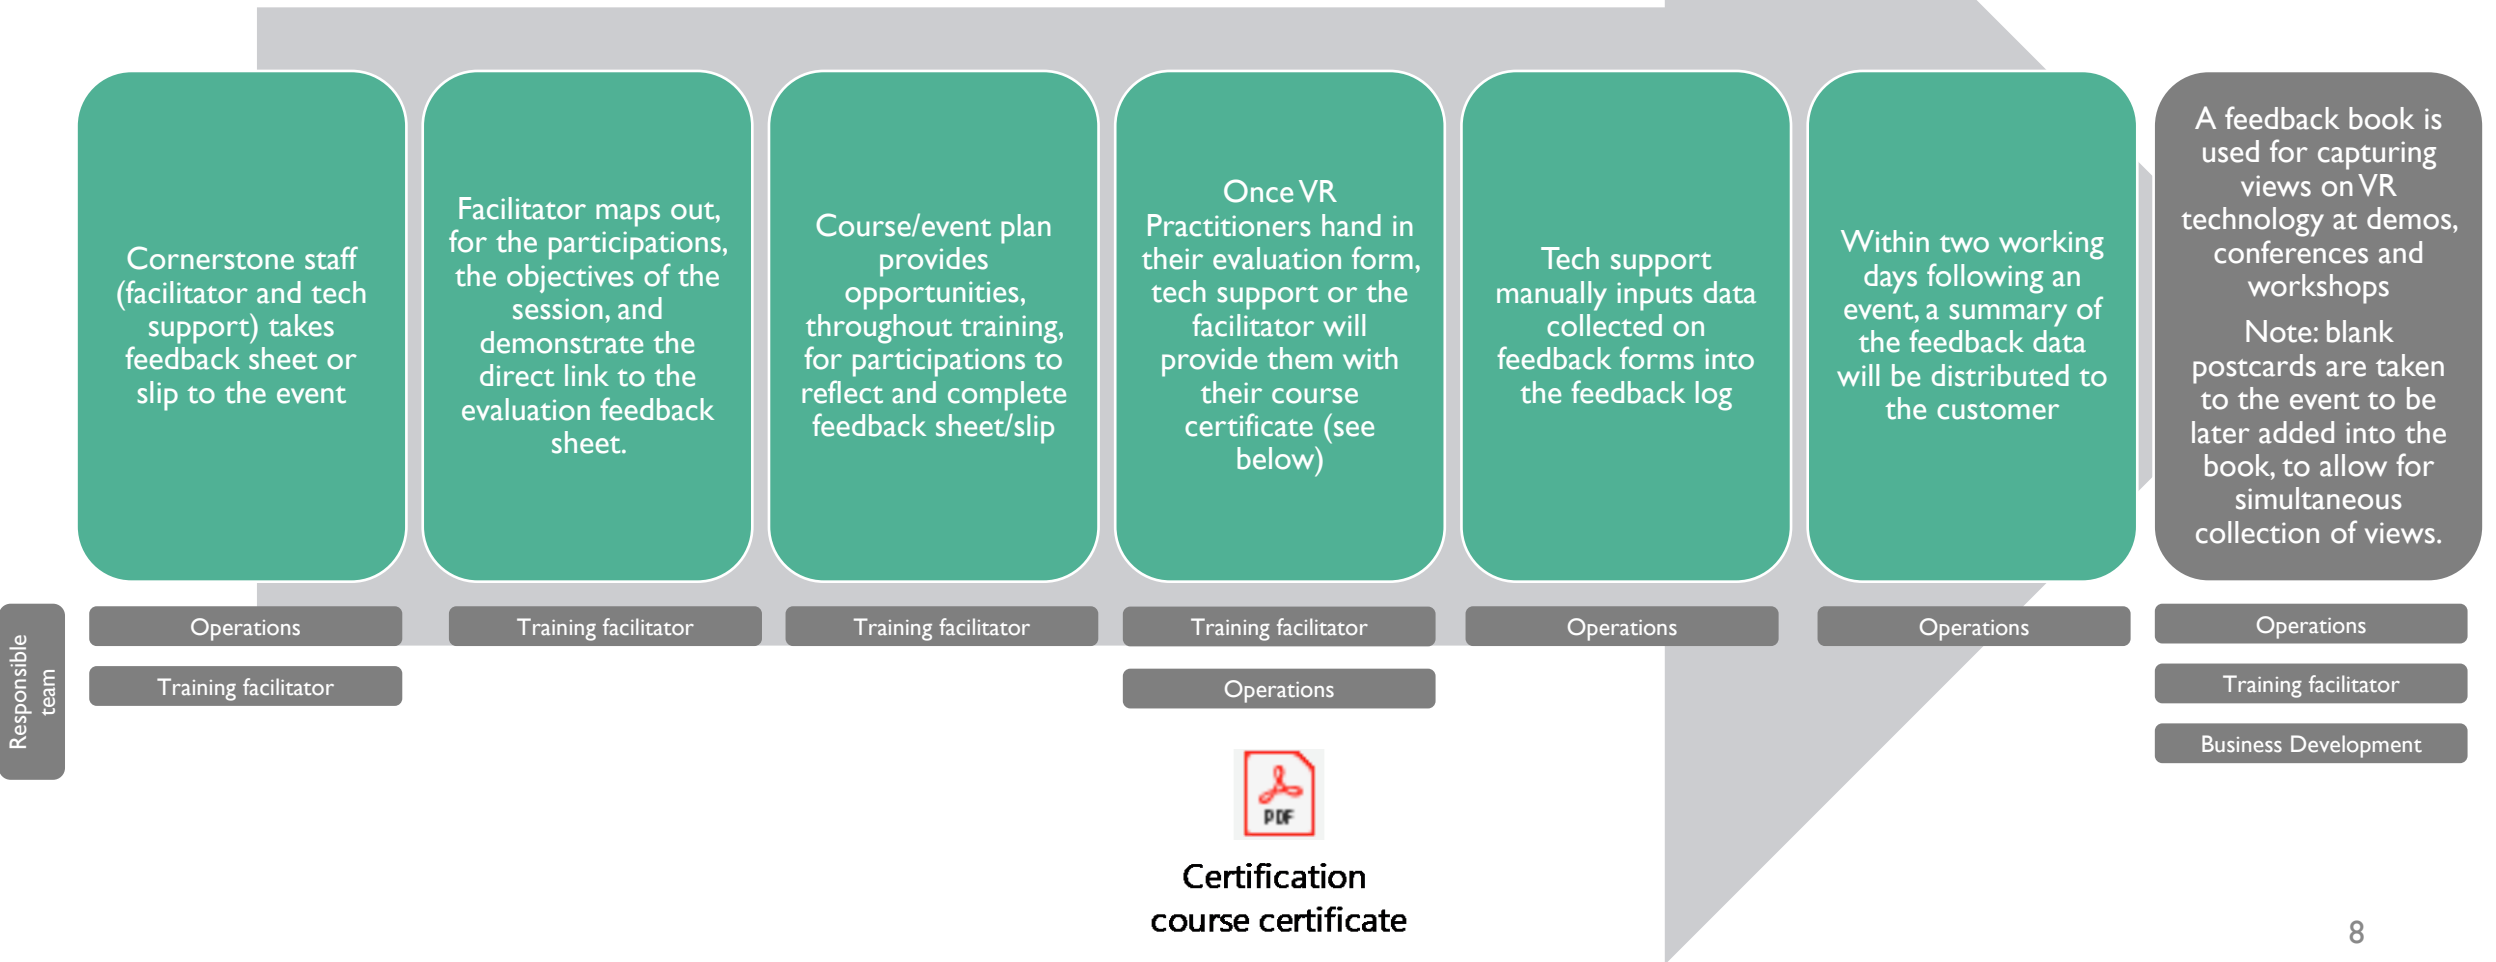 Cornerstone staff
(facilitator and tech
support) takes
feedback sheet or
slip to the event
Facilitator maps out,
for the participations,
the objectives of the
session, and
demonstrate the
direct link to the
evaluation feedback
sheet.
Course/event plan
provides
opportunities,
throughout training,
for participations to
reflect and complete
feedback sheet/slip
Once VR
Practitioners hand in
their evaluation form,
tech support or the
facilitator will
provide them with
their course
certificate (see
below)
Tech support
manually inputs data
collected on
feedback forms into
the feedback log
Within two working
days following an
event, a summary of
the feedback data
will be distributed to
the customer
A feedback book is
used for capturing
views on VR
technology at demos,
conferences and
workshops
Note: blank
postcards are taken
to the event to be
later added into the
book, to allow for
simultaneous
collection of views.
Responsible
team
Operations
Training facilitator
Training facilitator
Training facilitator
Training facilitator
Operations
Operations
Operations
Operations
Training facilitator
Business Development
PDF
Certification
course certificate
8